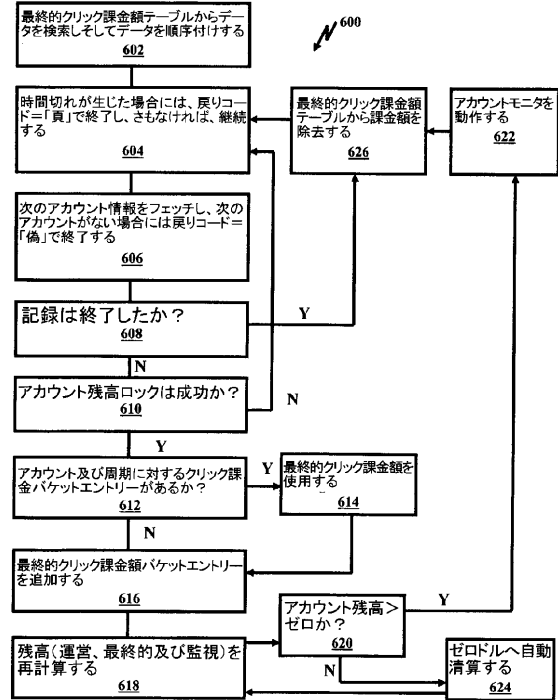 最終的クリック課金額テーブルからデー
タを検索しそしてデータを順序付けする
602
600
時間切れが生じた場合には、戻りコー
ド=「真」で終了し、さもなければ、継続
する
604
最終的クリック課金額
テーブルから課金額を
除去する
626
アカウントモニタを
動作する
622
次のアカウント情報をフェッチし、次の
アカウントがない場合には戻りコード=
「偽」で終了する
606
記録は終了したか?
608
Y
N
アカウント残高ロックは成功か?
610
N
Y
アカウント及び周期に対するクリック課
金バケットエントリーがあるか?
612
Y
最終的クリック課金額を
使用する
614
N
最終的クリック課金額バケットエントリー
を追加する
616
アカウント残高>
ゼロか?
620
Y
N
残高(運営、最終的及び監視)を
再計算する
618
ゼロドルへ自動
清算する
624